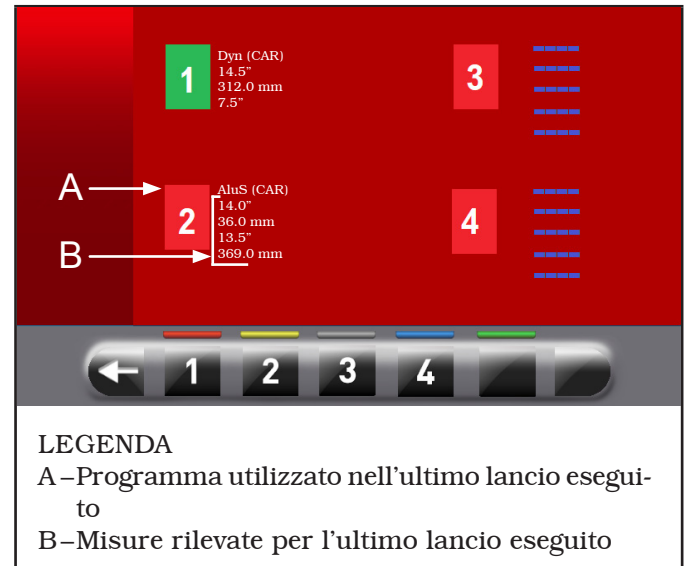 1
Dyn (CAR)
14.5"
312.0 mm
7.5"
3
A
2
AluS (CAR)
14.0"
36.0 mm
13.5"
369.0 mm
B
4
1 2 3 4
LEGENDA
A–Programma utilizzato nell'ultimo lancio esegui-
to
B–Misure rilevate per l'ultimo lancio eseguito